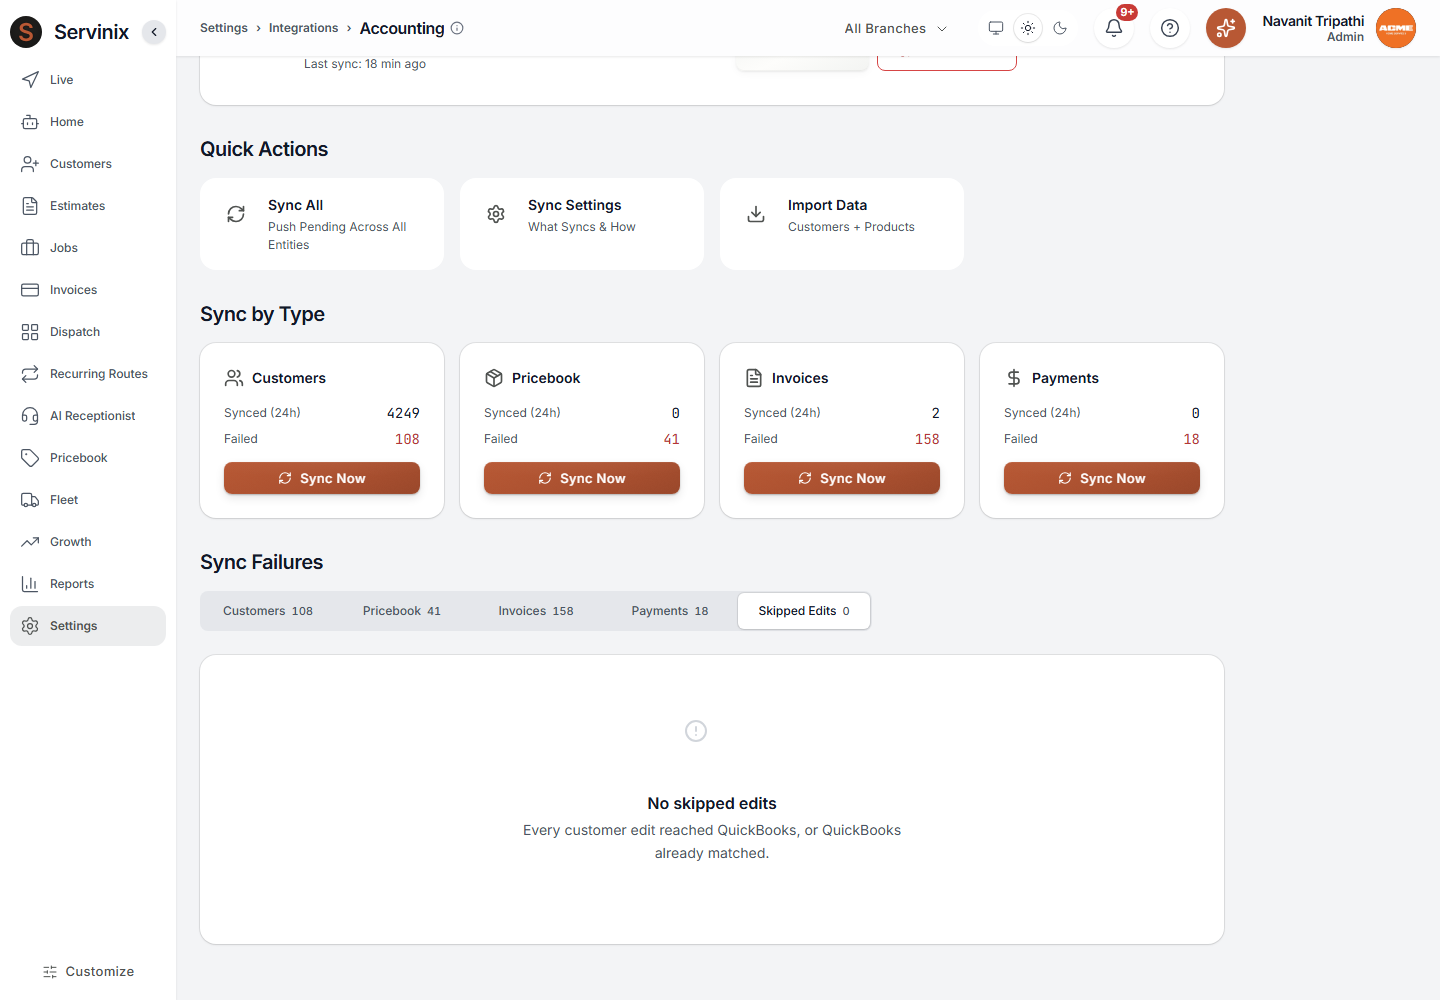 S
Servinix
Settings > Integrations > Accounting
All Branches
9+
Navanit Tripathi
Admin
ACME
Live
Home
Customers
Estimates
Jobs
Invoices
Dispatch
Recurring Routes
AI Receptionist
Pricebook
Fleet
Growth
Reports
Settings
Customize
Last sync: 18 min ago
Quick Actions
Sync All
Push Pending Across All
Entities
Sync Settings
What Syncs & How
Import Data
Customers + Products
Sync by Type
Customers
Synced (24h) 4249
Failed 108
Sync Now
Pricebook
Synced (24h) 0
Failed 41
Sync Now
Invoices
Synced (24h) 2
Failed 158
Sync Now
Payments
Synced (24h) 0
Failed 18
Sync Now
Sync Failures
Customers 108 Pricebook 41 Invoices 158 Payments 18 Skipped Edits 0
No skipped edits
Every customer edit reached QuickBooks, or QuickBooks
already matched.